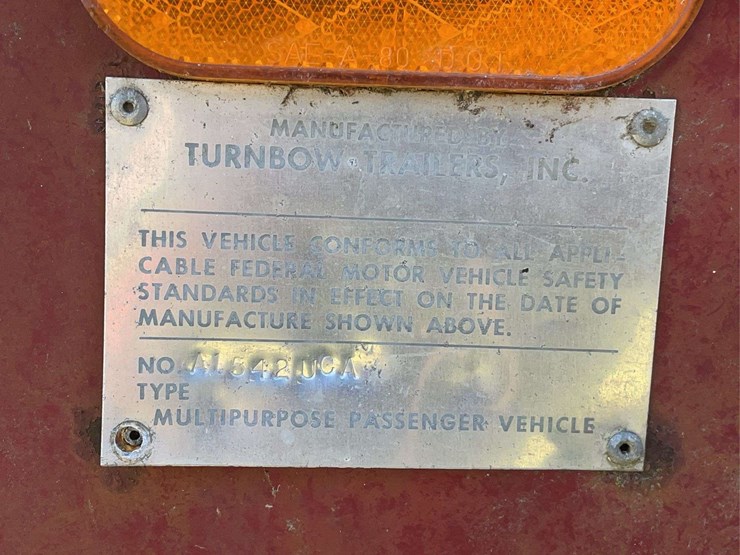 MANUFACTURED BY
TURNBOW TRAILERS, INC.
THIS VEHICLE CONFORMS TO ALL APPLI-
CABLE FEDERAL MOTOR VEHICLE SAFETY
STANDARDS IN EFFECT ON THE DATE OF
MANUFACTURE SHOWN ABOVE.
NO.
TYPE
MULTIPURPOSE PASSENGER VEHICLE